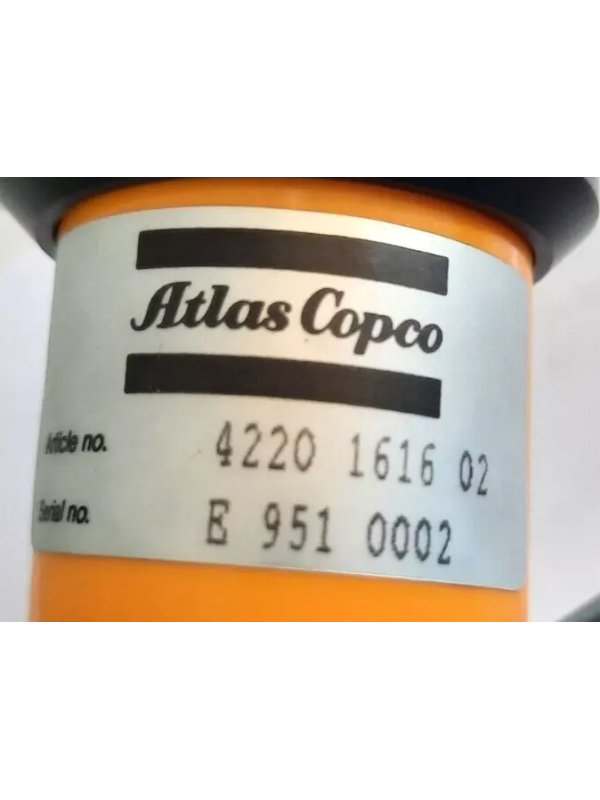 Atlas Copco
Article no. 4220 1616 02
Serial no. E 951 0002